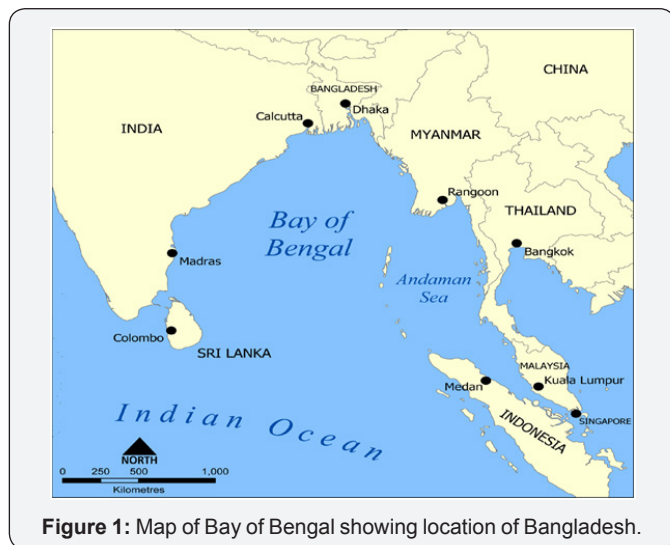 CHINA
BANGLADESH
Dhaka
Calcutta
INDIA
MYANMAR
Rangoon
THAILAND
Bay of
Bengal
Bangkok
Madras
Andaman
Sea
Colombo
SRI LANKA
MALAYSIA
Kuala Lumpur
Medan
SINGAPORE
INDONESIA
Indian Ocean
NORTH
0 250 500 1,000
Kilometres
Figure 1: Map of Bay of Bengal showing location of Bangladesh.